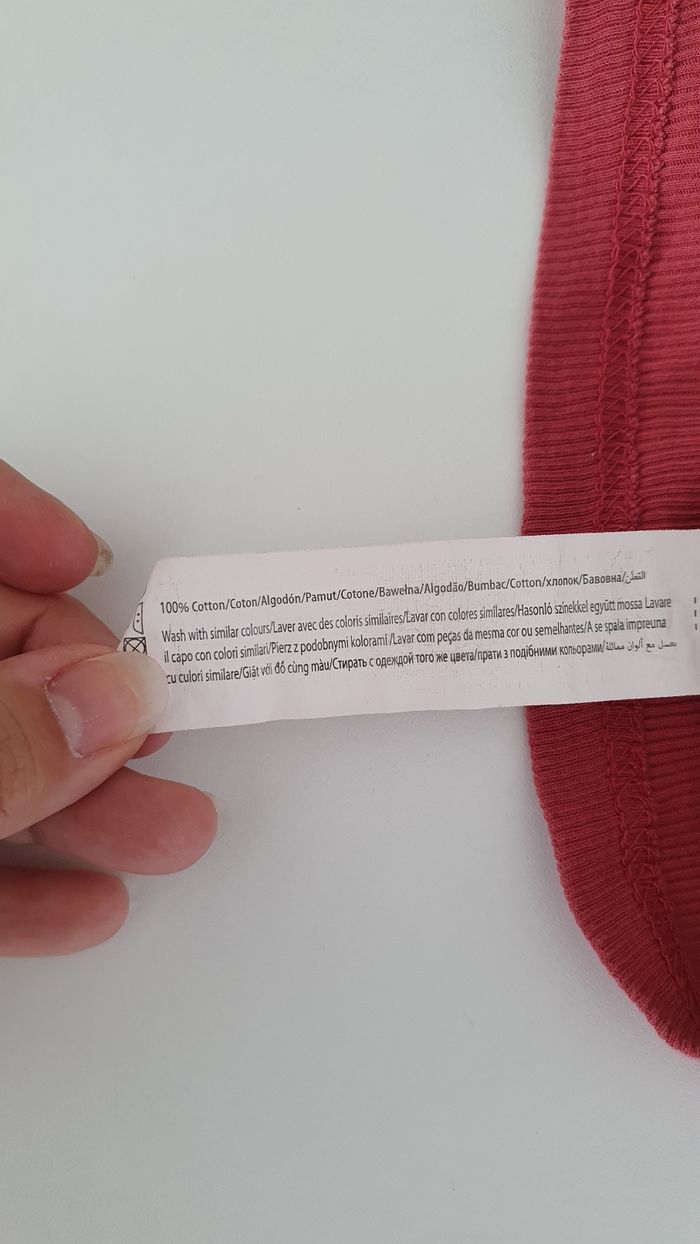 100% Cotton/Coton/Algodón/Pamut/Cotone/Bawełna/Algodão/Bumbac/Cotton/хлопок/Бавовна/القطن
Wash with similar colours/Laver avec des coloris similaires/Lavar con colores similares/Hasonló színekkel együtt mossa Lavare
il capo con colori similari/Pierz z podobnymi kolorami/Lavar com peças da mesma cor ou semelhantes/A se spala impreuna
cu culori similare/Giặt với đồ cùng màu/Стирать с одеждой того же цвета/прати з подібними кольорами/يغسل مع ألوان مماثلة